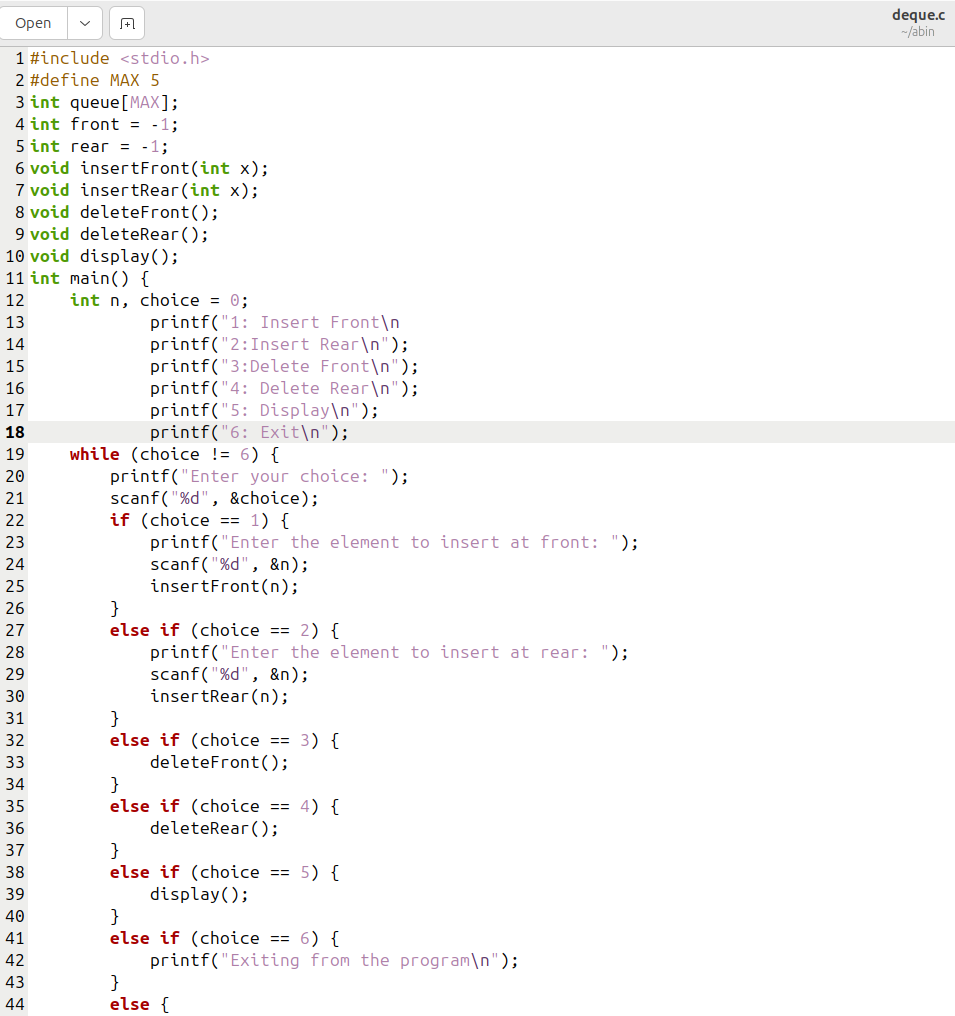 Open
deque.c
~/abin
1 #include <stdio.h>
2 #define MAX 5
3 int queue[MAX];
4 int front = -1;
5 int rear = -1;
6 void insertFront(int x);
7 void insertRear(int x);
8 void deleteFront();
9 void deleteRear();
10 void display();
11 int main() {
12     int n, choice = 0;
13             printf("1: Insert Front\n
14             printf("2:Insert Rear\n");
15             printf("3:Delete Front\n");
16             printf("4: Delete Rear\n");
17             printf("5: Display\n");
18             printf("6: Exit\n");
19     while (choice != 6) {
20         printf("Enter your choice: ");
21         scanf("%d", &choice);
22         if (choice == 1) {
23             printf("Enter the element to insert at front: ");
24             scanf("%d", &n);
25             insertFront(n);
26         }
27         else if (choice == 2) {
28             printf("Enter the element to insert at rear: ");
29             scanf("%d", &n);
30             insertRear(n);
31         }
32         else if (choice == 3) {
33             deleteFront();
34         }
35         else if (choice == 4) {
36             deleteRear();
37         }
38         else if (choice == 5) {
39             display();
40         }
41         else if (choice == 6) {
42             printf("Exiting from the program\n");
43         }
44         else {